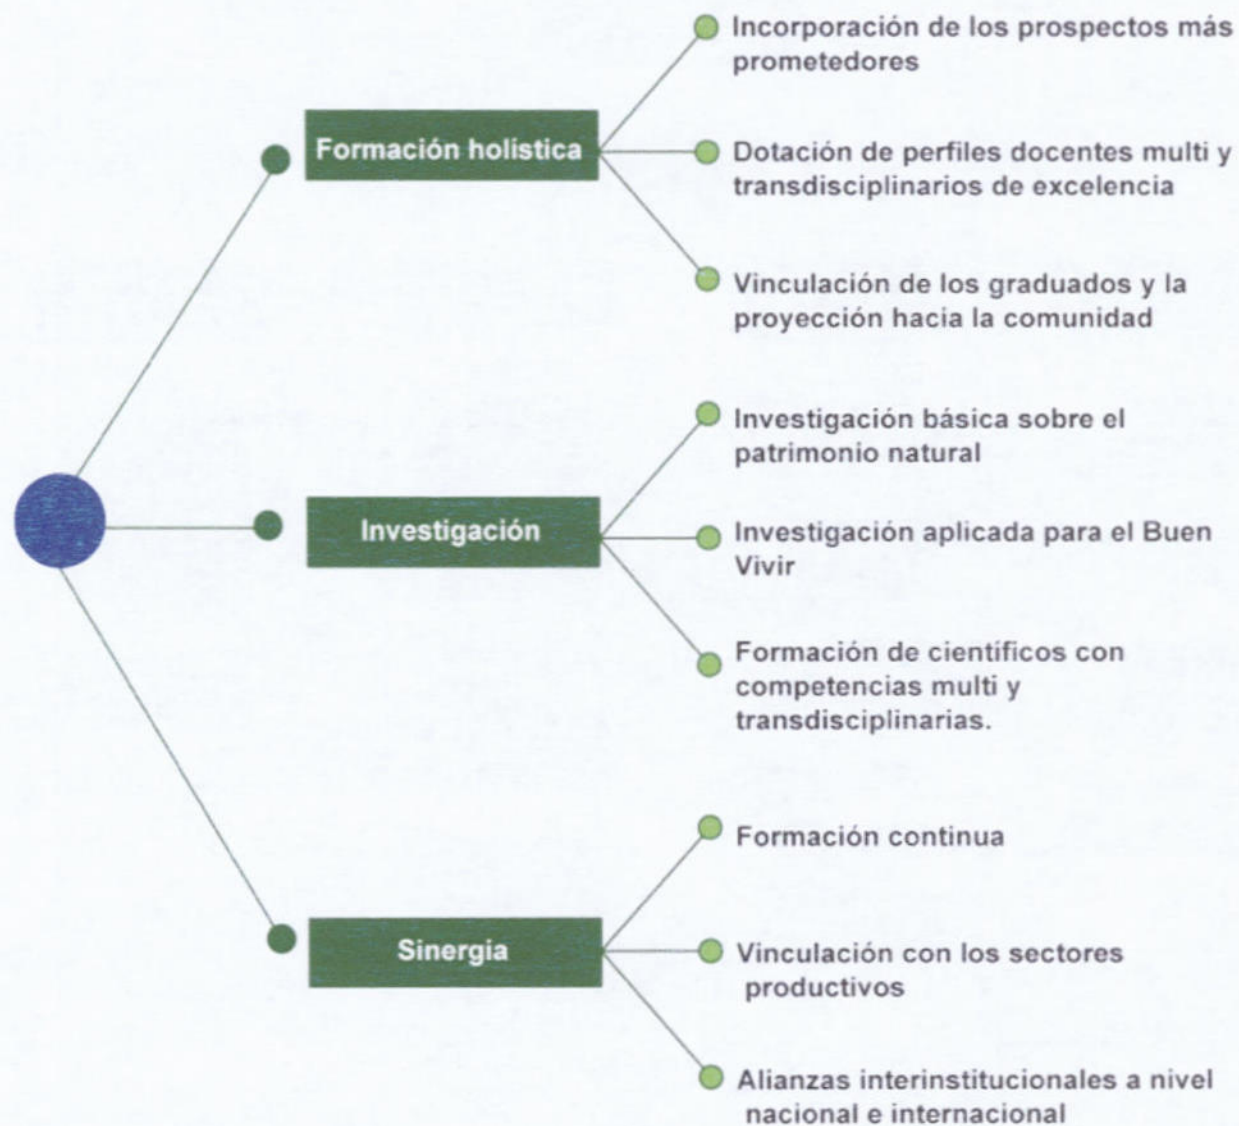 Incorporación de los prospectos más
prometedores
Formación holistica
Dotación de perfiles docentes multi y
transdisciplinarios de excelencia
Vinculación de los graduados y la
proyección hacia la comunidad
Investigación básica sobre el
patrimonio natural
Investigación
Investigación aplicada para el Buen
Vivir
Formación de científicos con
competencias multi y
transdisciplinarias.
Formación continua
Sinergia
Vinculación con los sectores
productivos
Alianzas interinstitucionales a nivel
nacional e internacional